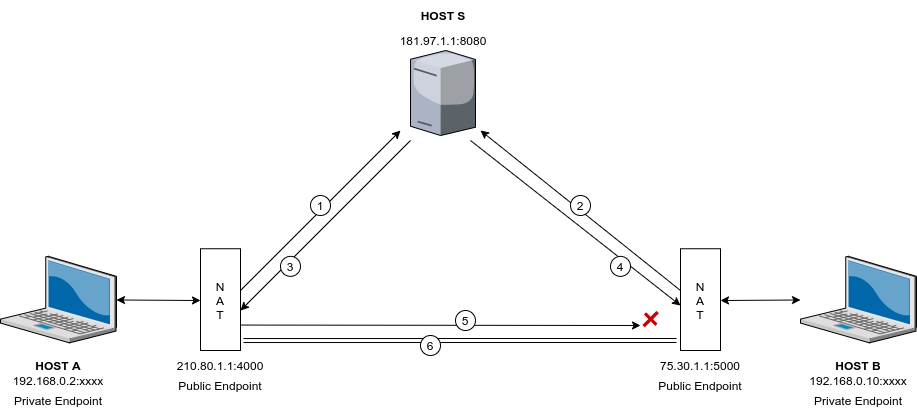 HOST S
181.97.1.1:8080
1
2
3
4
N
A
T
N
A
T
5
6
HOST A
192.168.0.2:xxxx
Private Endpoint
210.80.1.1:4000
Public Endpoint
75.30.1.1:5000
Public Endpoint
HOST B
192.168.0.10:xxxx
Private Endpoint